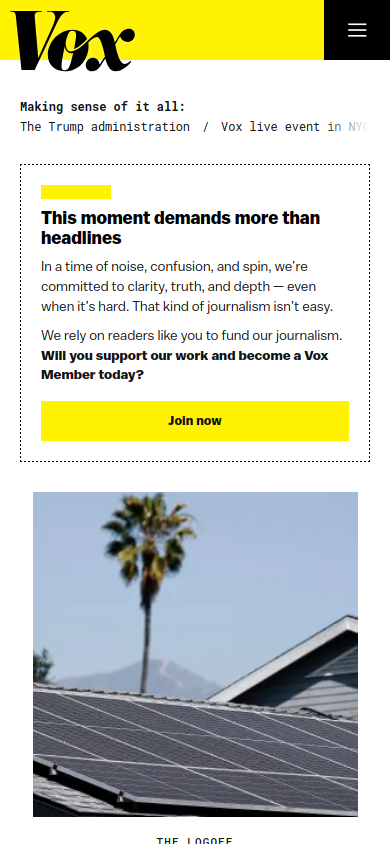 Vox
Making sense of it all:
The Trump administration / Vox live event in NYC
This moment demands more than
headlines
In a time of noise, confusion, and spin, we’re
committed to clarity, truth, and depth — even
when it’s hard. That kind of journalism isn’t easy.
We rely on readers like you to fund our journalism.
Will you support our work and become a Vox
Member today?
Join now
THE LOGOFF